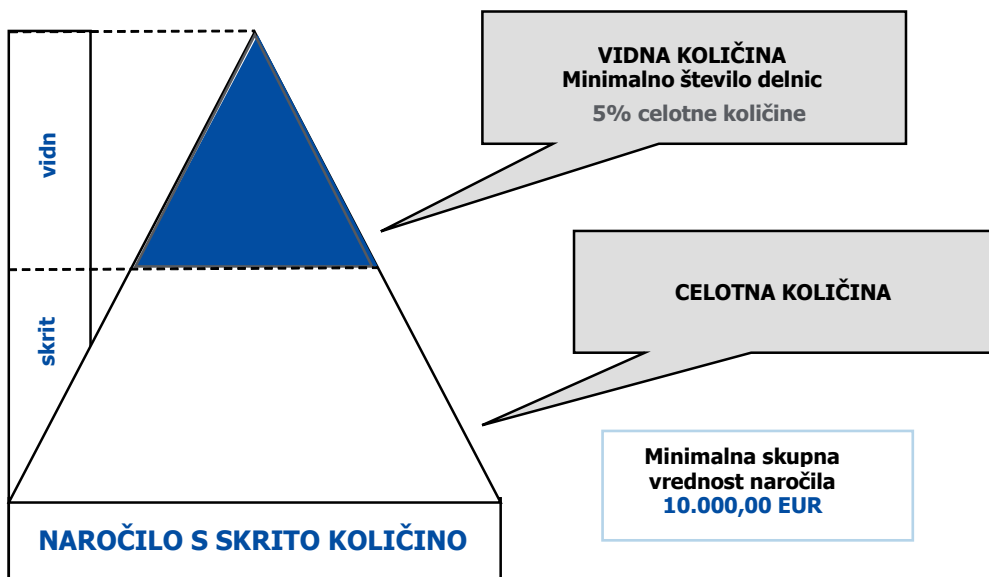 VIDNA KOLIČINA
Minimalno število delnic
5% celotne količine
vidn
CELOTNA KOLIČINA
skrit
Minimalna skupna
vrednost naročila
10.000,00 EUR
NAROČILO S SKRITO KOLIČINO